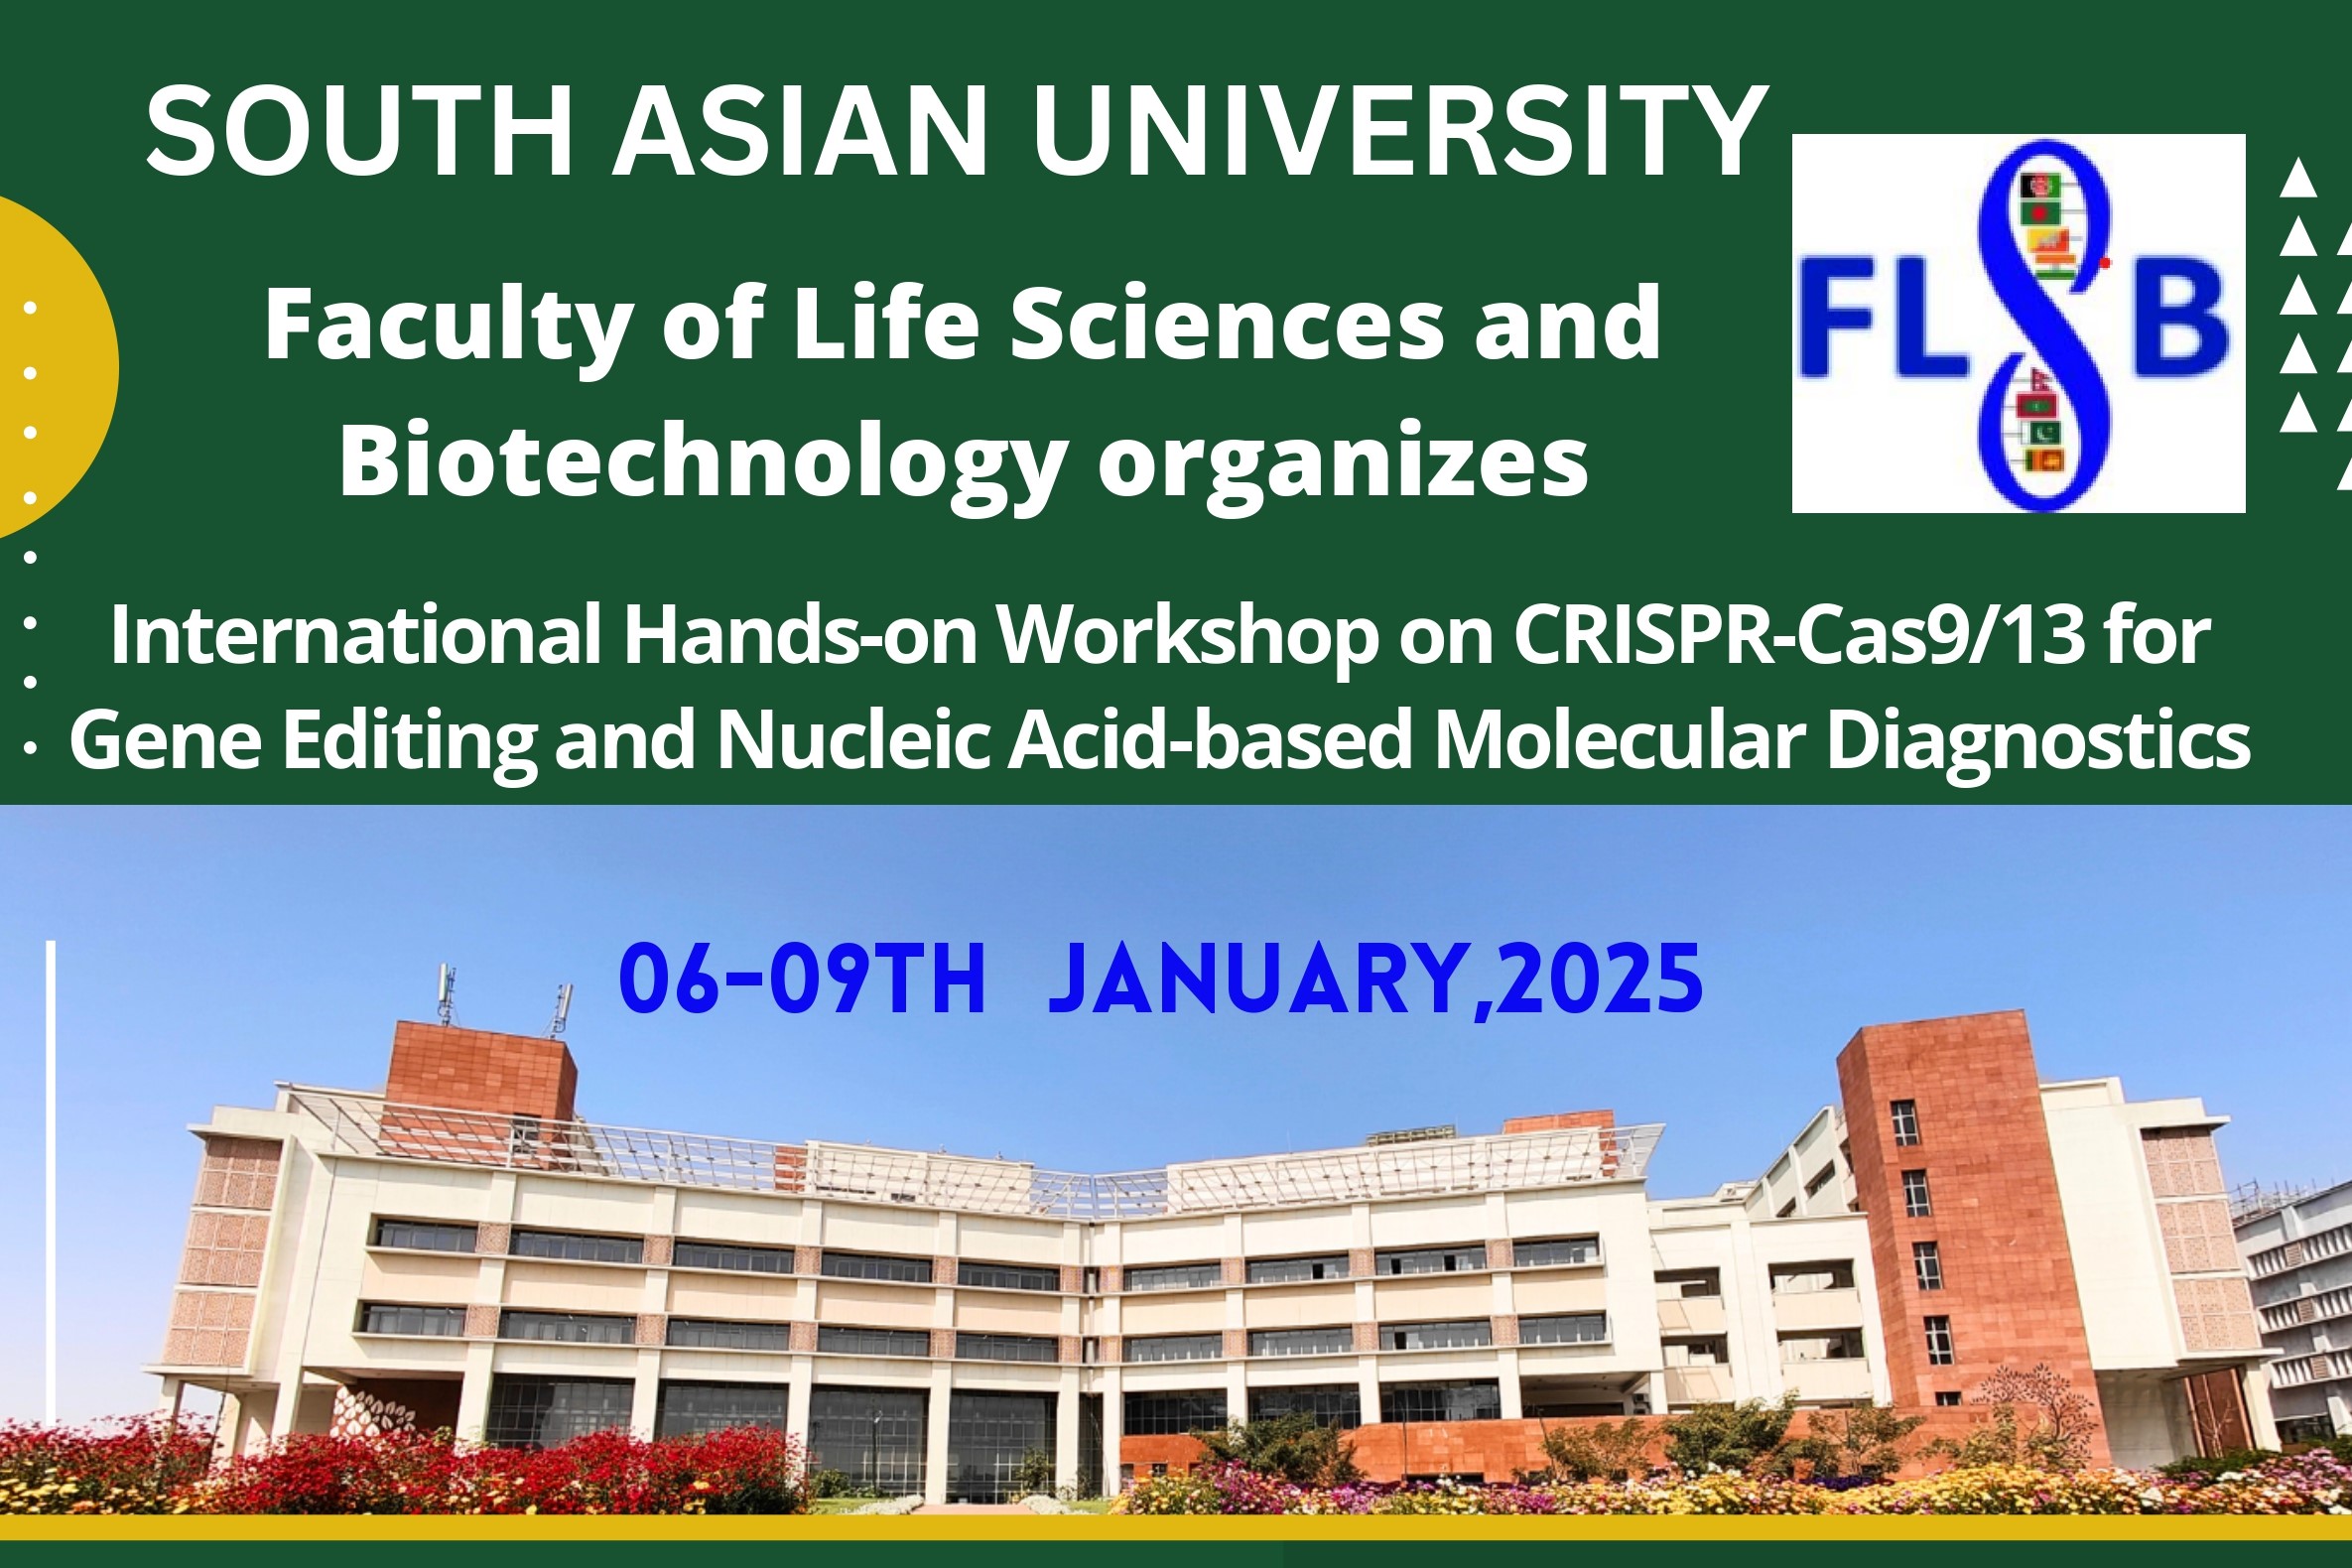 SOUTH ASIAN UNIVERSITY
Faculty of Life Sciences and
Biotechnology organizes
FLSB
International Hands-on Workshop on CRISPR-Cas9/13 for
Gene Editing and Nucleic Acid-based Molecular Diagnostics
06-09TH JANUARY,2025